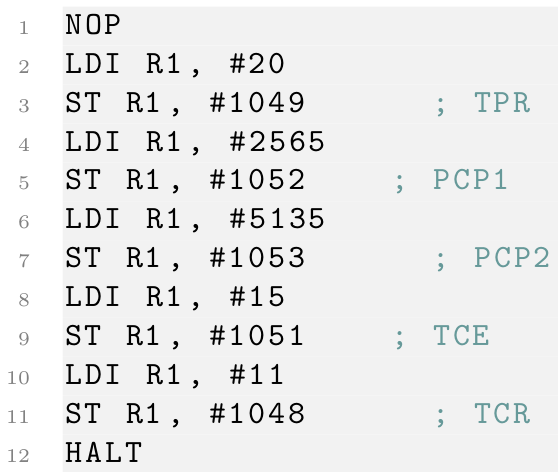 1 NOP
2 LDI R1, #20
3 ST R1, #1049 ; TPR
4 LDI R1, #2565
5 ST R1, #1052 ; PCP1
6 LDI R1, #5135
7 ST R1, #1053 ; PCP2
8 LDI R1, #15
9 ST R1, #1051 ; TCE
10 LDI R1, #11
11 ST R1, #1048 ; TCR
12 HALT